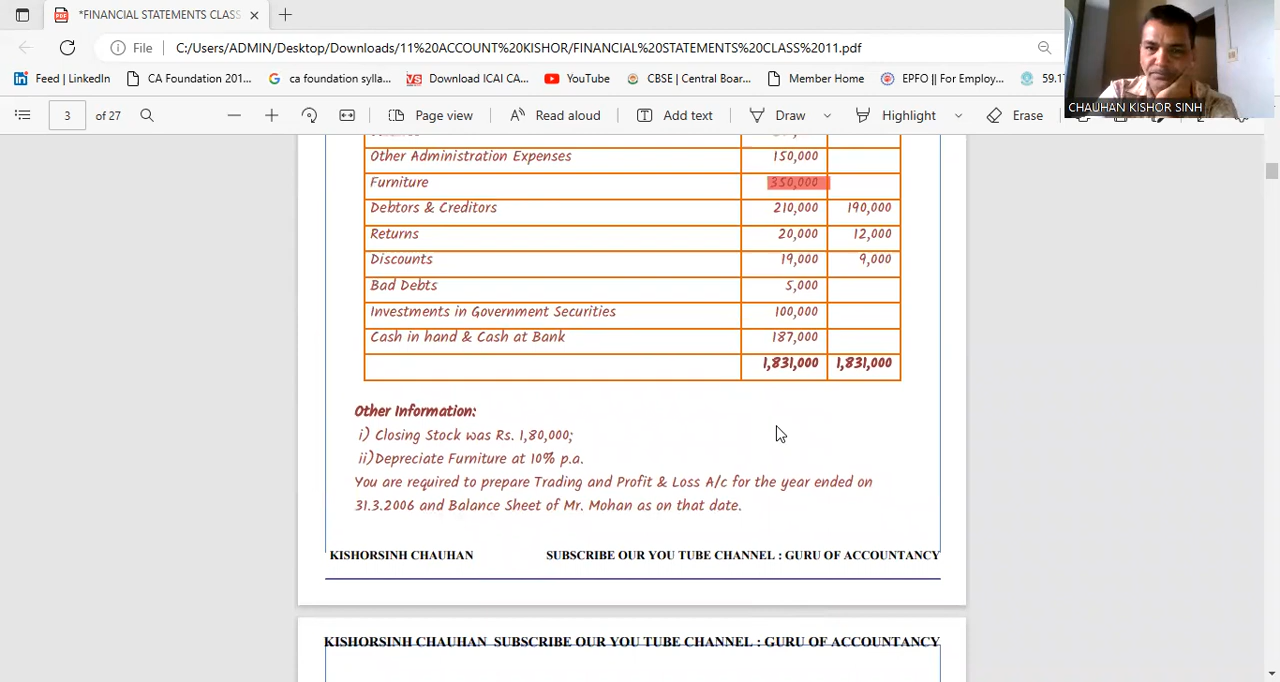 *FINANCIAL STATEMENTS CLASS
File C:/Users/ADMIN/Desktop/Downloads/11%20ACCOUNT%20KISHOR/FINANCIAL%20STATEMENTS%20CLASS%2011.pdf
Feed | LinkedIn CA Foundation 201... ca foundation sylla... Download ICAI CA... YouTube CBSE | Central Boar... Member Home EPFO || For Employ... 59.1
3 of 27 Page view Read aloud Add text Draw Highlight Erase
CHAUHAN KISHOR SINH
Other Administration Expenses 150,000
Furniture 350,000
Debtors & Creditors 210,000 190,000
Returns 20,000 12,000
Discounts 19,000 9,000
Bad Debts 5,000
Investments in Government Securities 100,000
Cash in hand & Cash at Bank 187,000
1,831,000 1,831,000
Other Information:
i) Closing Stock was Rs. 1,80,000;
ii)Depreciate Furniture at 10% p.a.
You are required to prepare Trading and Profit & Loss A/c for the year ended on
31.3.2006 and Balance Sheet of Mr. Mohan as on that date.
KISHORSINH CHAUHAN SUBSCRIBE OUR YOU TUBE CHANNEL : GURU OF ACCOUNTANCY
KISHORSINH CHAUHAN SUBSCRIBE OUR YOU TUBE CHANNEL : GURU OF ACCOUNTANCY